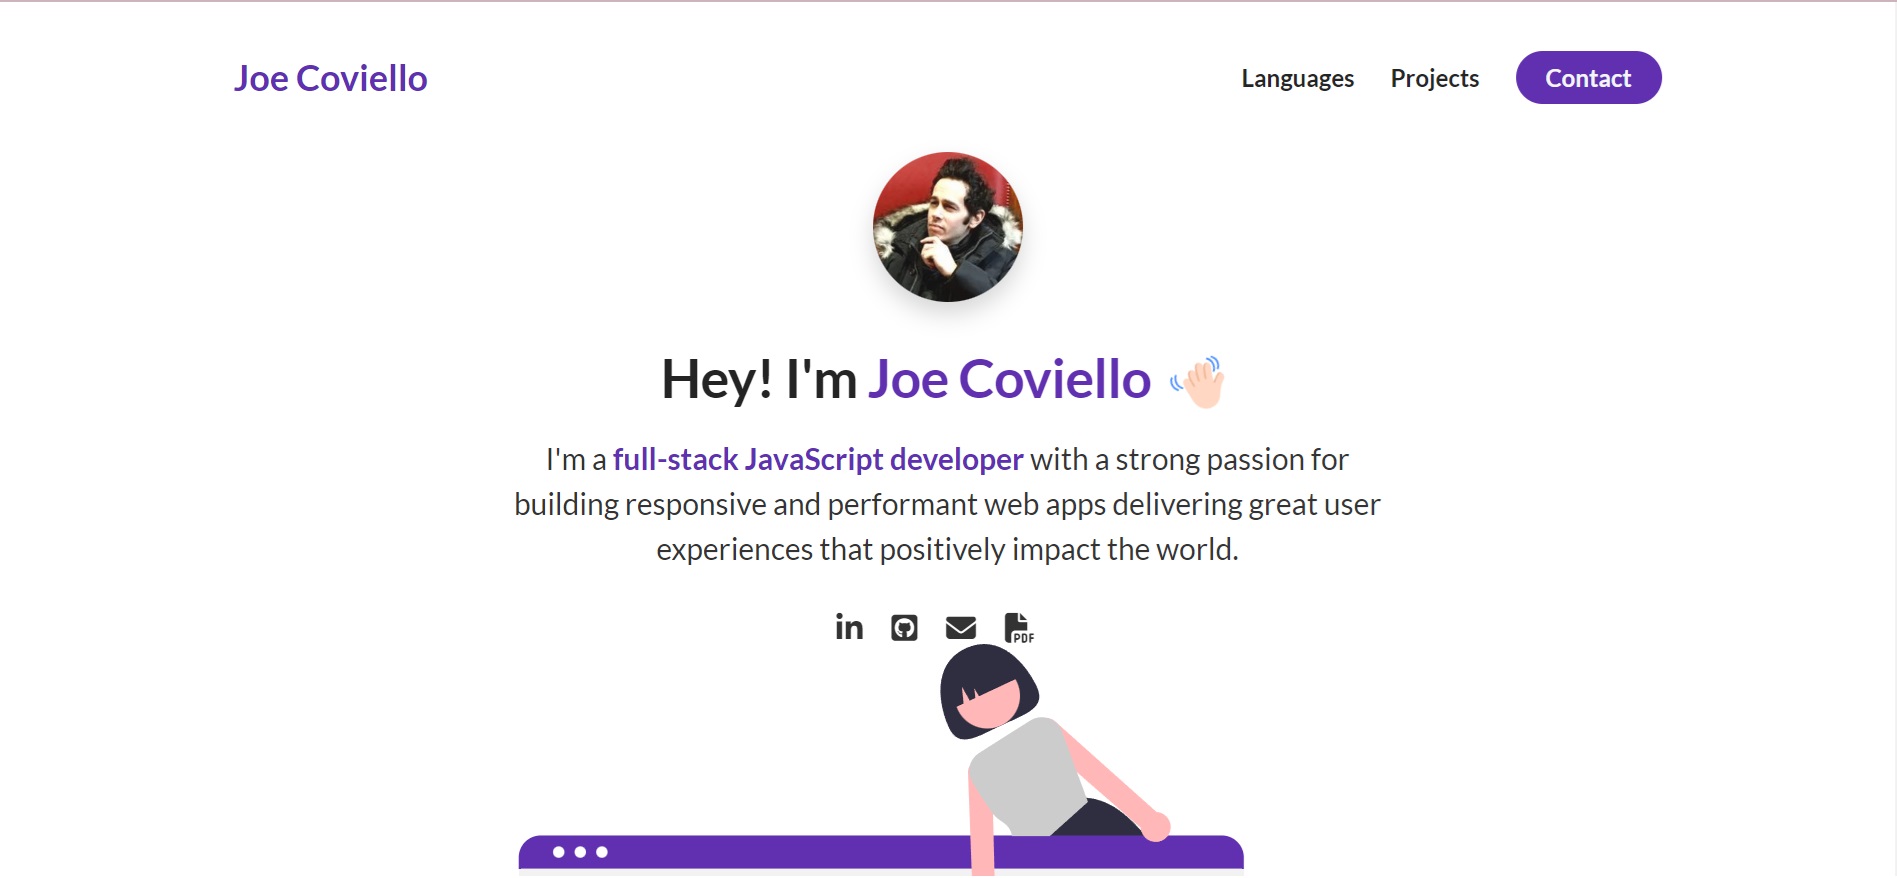 Joe Coviello
Languages
Projects
Contact
Hey! I'm Joe Coviello
I'm a full-stack JavaScript developer with a strong passion for
building responsive and performant web apps delivering great user
experiences that positively impact the world.
in
PDF